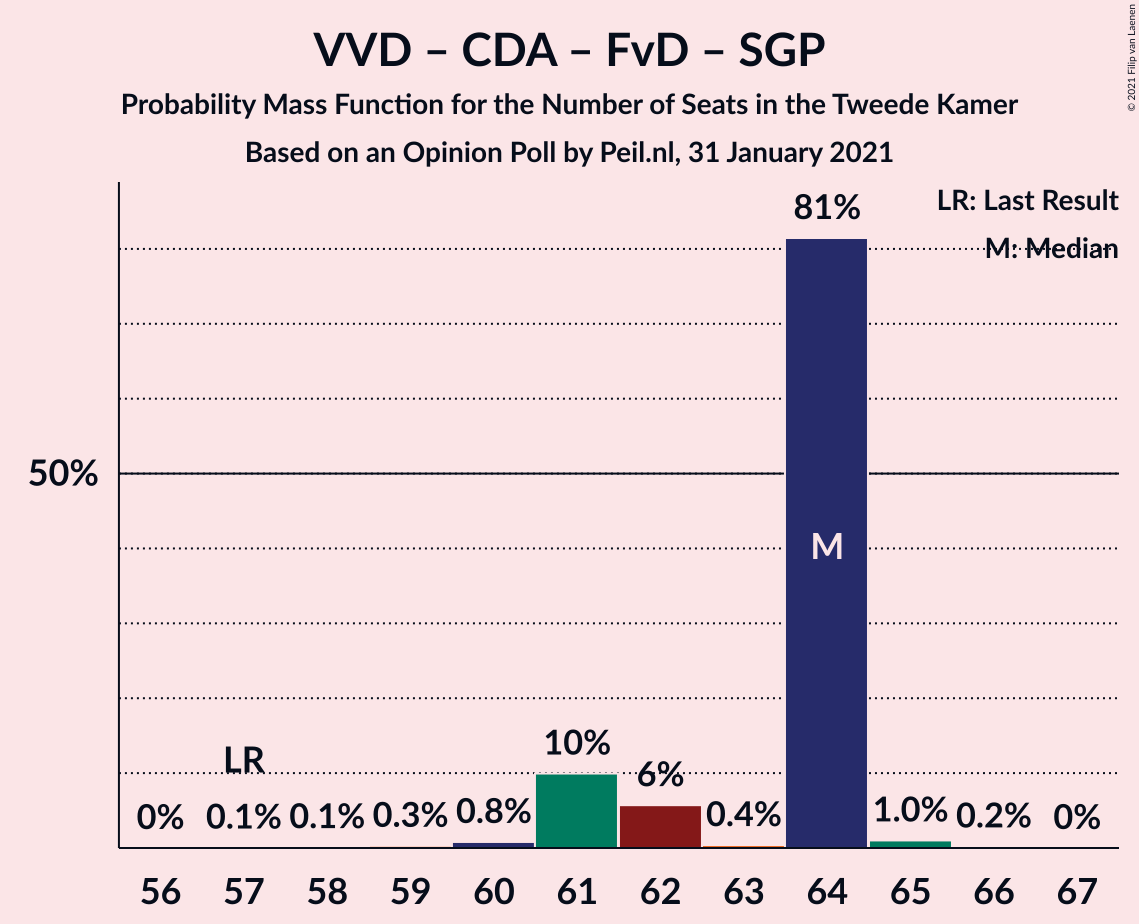 VVD – CDA – FvD – SGP
Probability Mass Function for the Number of Seats in the Tweede Kamer
Based on an Opinion Poll by Peil.nl, 31 January 2021
© 2021 Filip van Laenen
LR: Last Result
M: Median
81%
50%
M
LR
10%
6%
0% 0.1% 0.1% 0.3% 0.8% 0.4% 1.0% 0.2% 0%
56 57 58 59 60 61 62 63 64 65 66 67